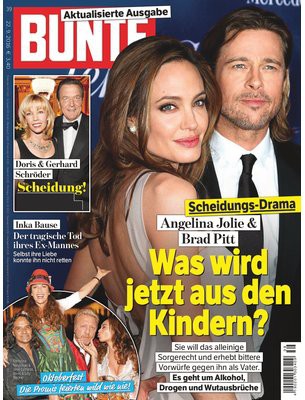 39
22.9.2016 € 3,40
Aktualisierte Ausgabe
BUNTE
Doris & Gerhard
Schröder
Scheidung!
Inka Bause
Der tragische Tod
ihres Ex-Mannes
Selbst ihre Liebe
konnte ihn nicht retten
Oktoberfest
Die Promis feierten wild wie nie!
Scheidungs-Drama
Angelina Jolie &
Brad Pitt
Was wird
jetzt aus den
Kindern?
Sie will das alleinige
Sorgerecht und erhebt bittere
Vorwürfe gegen ihn als Vater.
Es geht um Alkohol,
Drogen und Wutausbrüche